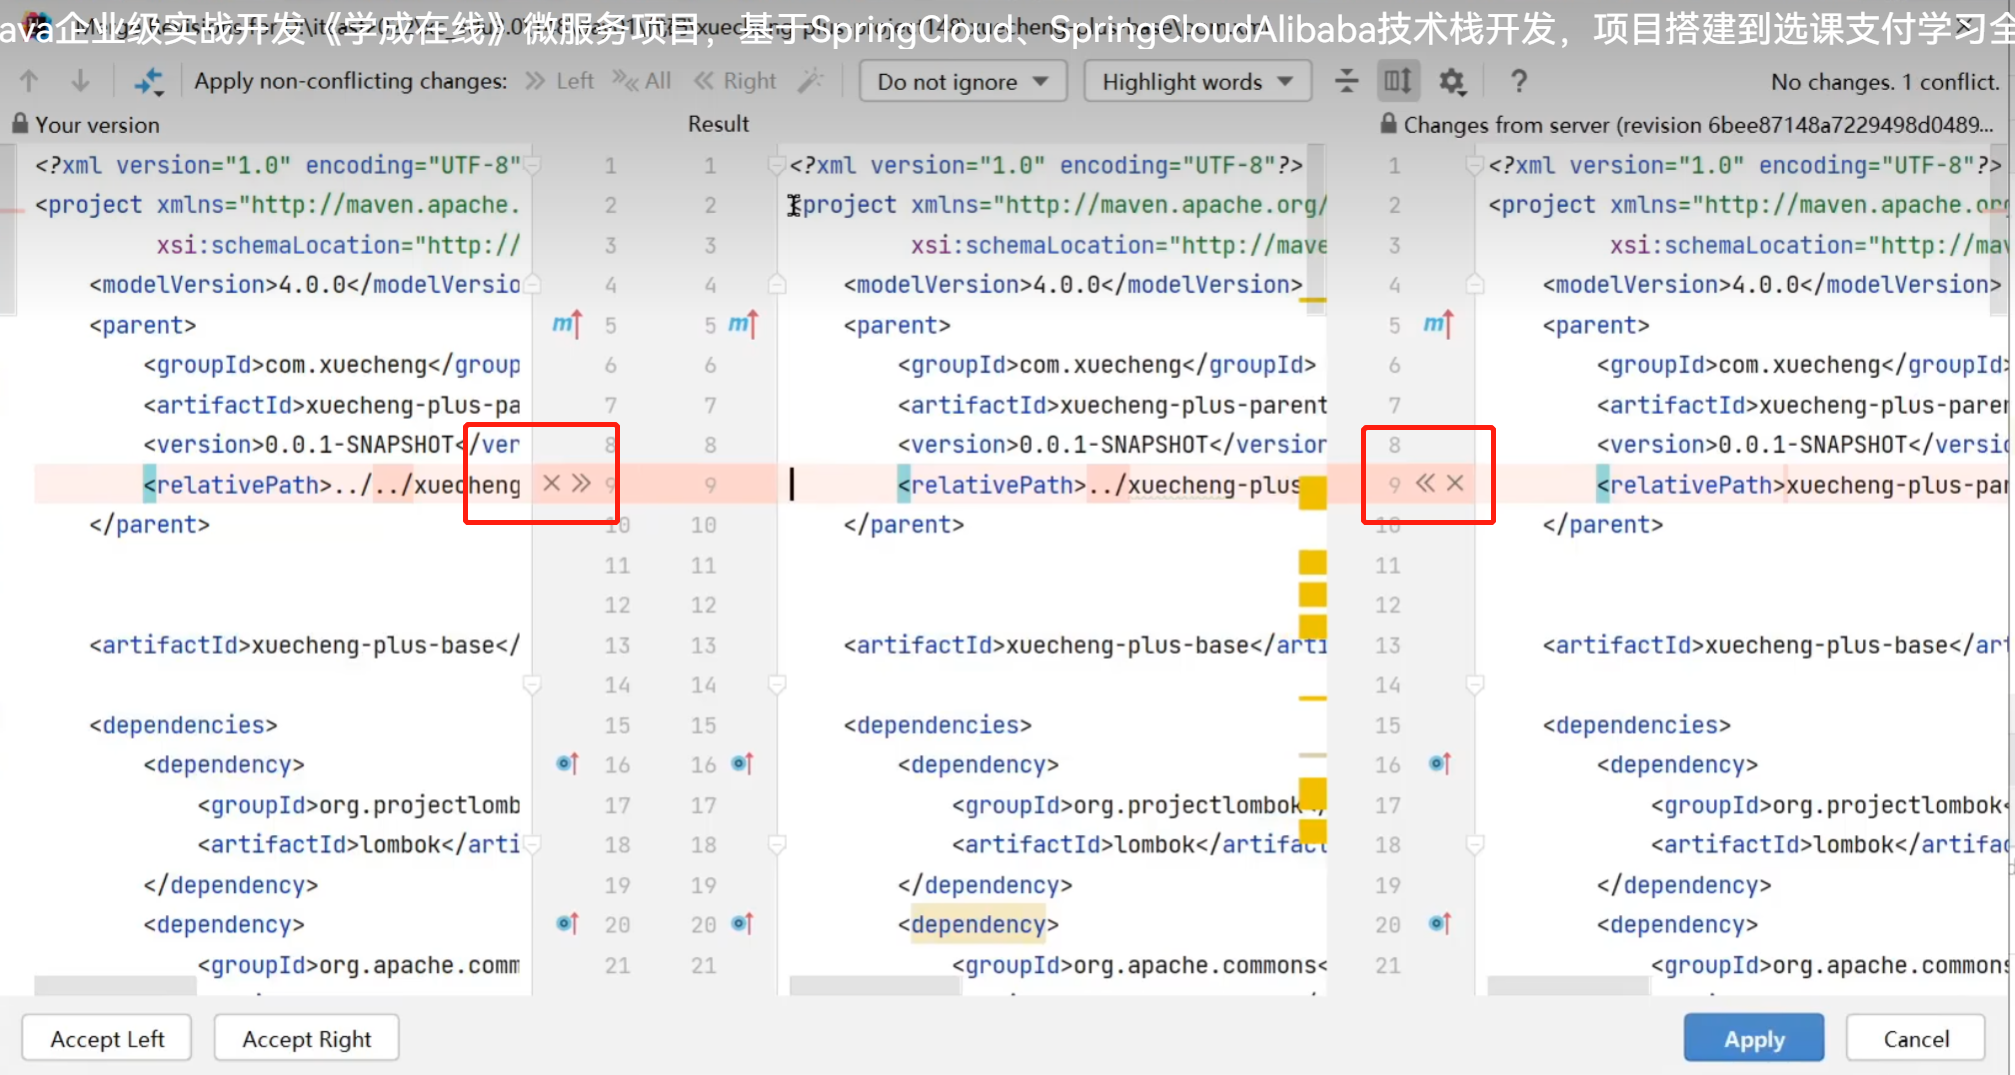 ava企业级实战开发《学成在线》微服务项目，基于SpringCloud、SpringCloudAlibaba技术栈开发，项目搭建到选课支付学习全
Apply non-conflicting changes: Left All Right Do not ignore Highlight words ? No changes. 1 conflict.
Your version Result Changes from server (revision 6bee87148a7229498d0489...
<?xml version="1.0" encoding="UTF-8" 1 1 <?xml version="1.0" encoding="UTF-8"?> 1 <?xml version="1.0" encoding="UTF-8"?>
<project xmlns="http://maven.apache. 2 2 <project xmlns="http://maven.apache.org/ 2 <project xmlns="http://maven.apache.org
xsi:schemaLocation="http:// 3 3 xsi:schemaLocation="http://mave 3 xsi:schemaLocation="http://mav
<modelVersion>4.0.0</modelVersio 4 4 <modelVersion>4.0.0</modelVersion> 4 <modelVersion>4.0.0</modelVersion>
<parent> m 5 5 m <parent> 5 m <parent>
<groupId>com.xuecheng</group 6 6 <groupId>com.xuecheng</groupId> 6 <groupId>com.xuecheng</groupId>
<artifactId>xuecheng-plus-pa 7 7 <artifactId>xuecheng-plus-parent 7 <artifactId>xuecheng-plus-paren
<version>0.0.1-SNAPSHOT</ver 8 8 <version>0.0.1-SNAPSHOT</version 8 <version>0.0.1-SNAPSHOT</versio
<relativePath>../../xuecheng 9 9 <relativePath>../xuecheng-plus 9 <relativePath>xuecheng-plus-par
</parent> 10 10 </parent> 10 </parent>
11 11 11
12 12 12
<artifactId>xuecheng-plus-base</ 13 13 <artifactId>xuecheng-plus-base</arti 13 <artifactId>xuecheng-plus-base</art
14 14 14
<dependencies> 15 15 <dependencies> 15 <dependencies>
<dependency> 16 16 <dependency> 16 <dependency>
<groupId>org.projectlomb 17 17 <groupId>org.projectlombok</ 17 <groupId>org.projectlombok<
<artifactId>lombok</arti 18 18 <artifactId>lombok</artifact 18 <artifactId>lombok</artifac
</dependency> 19 19 </dependency> 19 </dependency>
<dependency> 20 20 <dependency> 20 <dependency>
<groupId>org.apache.comm 21 21 <groupId>org.apache.commons< 21 <groupId>org.apache.commons
Accept Left Accept Right Apply Cancel